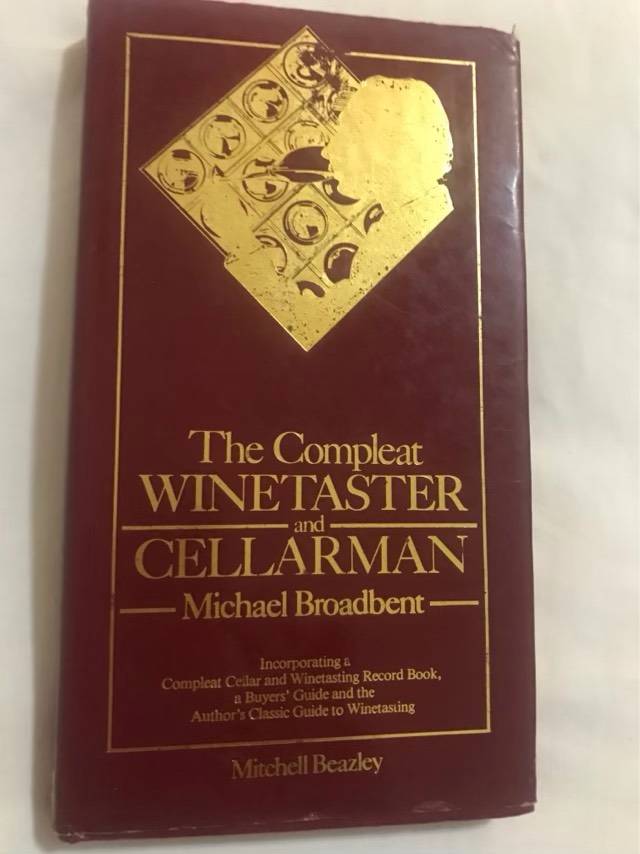 The Compleat
WINETASTER
and
CELLARMAN
Michael Broadbent
Incorporating a
Compleat Cellar and Winetasting Record Book,
a Buyers' Guide and the
Author's Classic Guide to Winetasting
Mitchell Beazley